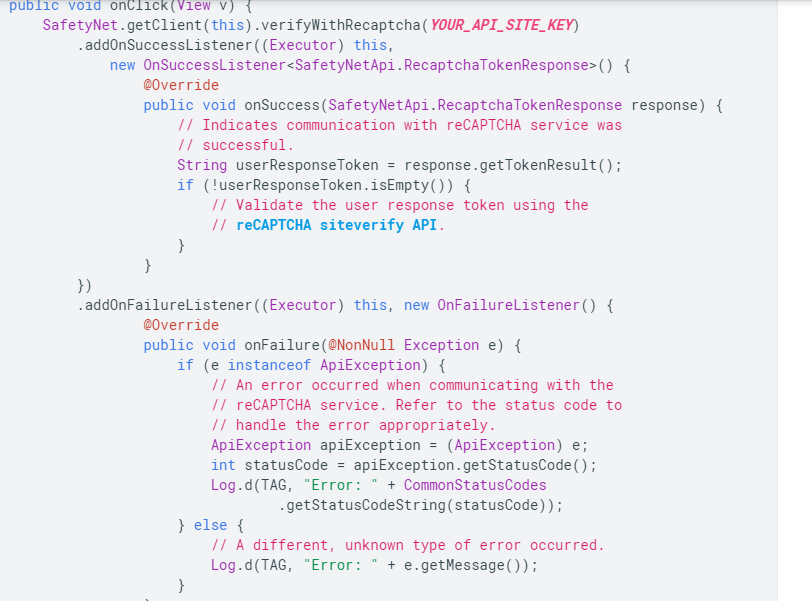 public void onClick(View v) {
SafetyNet.getClient(this).verifyWithRecaptcha(YOUR_API_SITE_KEY)
.addOnSuccessListener((Executor) this,
new OnSuccessListener<SafetyNetApi.RecaptchaTokenResponse>() {
@Override
public void onSuccess(SafetyNetApi.RecaptchaTokenResponse response) {
// Indicates communication with reCAPTCHA service was
// successful.
String userResponseToken = response.getTokenResult();
if (!userResponseToken.isEmpty()) {
// Validate the user response token using the
// reCAPTCHA siteverify API.
}
}
})
.addOnFailureListener((Executor) this, new OnFailureListener() {
@Override
public void onFailure(@NonNull Exception e) {
if (e instanceof ApiException) {
// An error occurred when communicating with the
// reCAPTCHA service. Refer to the status code to
// handle the error appropriately.
ApiException apiException = (ApiException) e;
int statusCode = apiException.getStatusCode();
Log.d(TAG, "Error: " + CommonStatusCodes
.getStatusCodeString(statusCode));
} else {
// A different, unknown type of error occurred.
Log.d(TAG, "Error: " + e.getMessage());
}